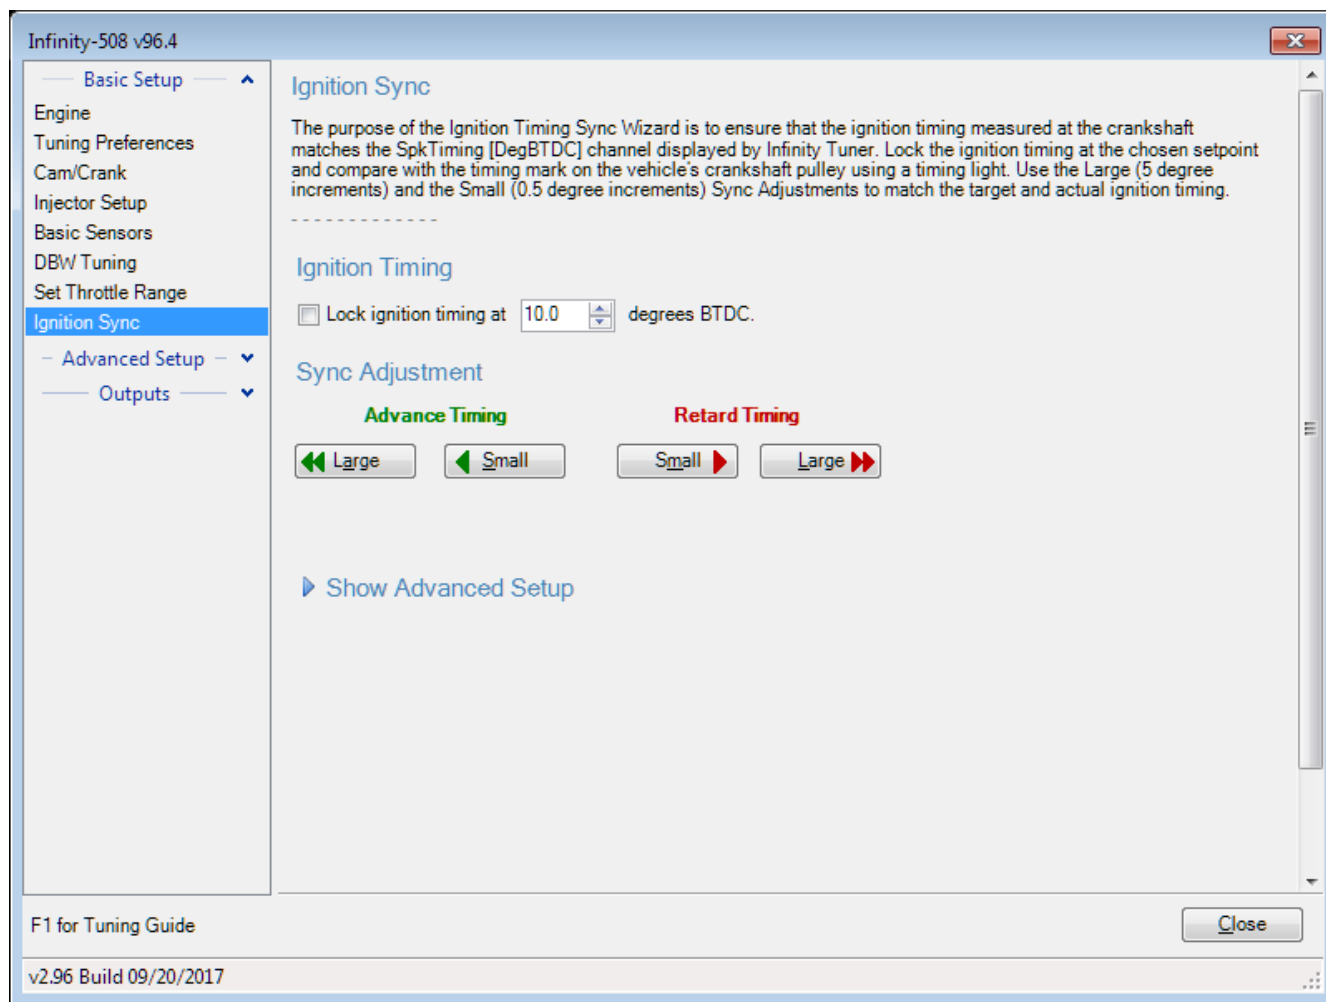 Infinity-508 v96.4
Basic Setup
Engine
Tuning Preferences
Cam/Crank
Injector Setup
Basic Sensors
DBW Tuning
Set Throttle Range
Ignition Sync
Advanced Setup
Outputs
Ignition Sync
The purpose of the Ignition Timing Sync Wizard is to ensure that the ignition timing measured at the crankshaft
matches the SpkTiming [DegBTDC] channel displayed by Infinity Tuner. Lock the ignition timing at the chosen setpoint
and compare with the timing mark on the vehicle's crankshaft pulley using a timing light. Use the Large (5 degree
increments) and the Small (0.5 degree increments) Sync Adjustments to match the target and actual ignition timing.
- - - - - - - - - - - - -
Ignition Timing
Lock ignition timing at 10.0 degrees BTDC.
Sync Adjustment
Advance Timing Retard Timing
Large Small Small Large
Show Advanced Setup
F1 for Tuning Guide
Close
v2.96 Build 09/20/2017